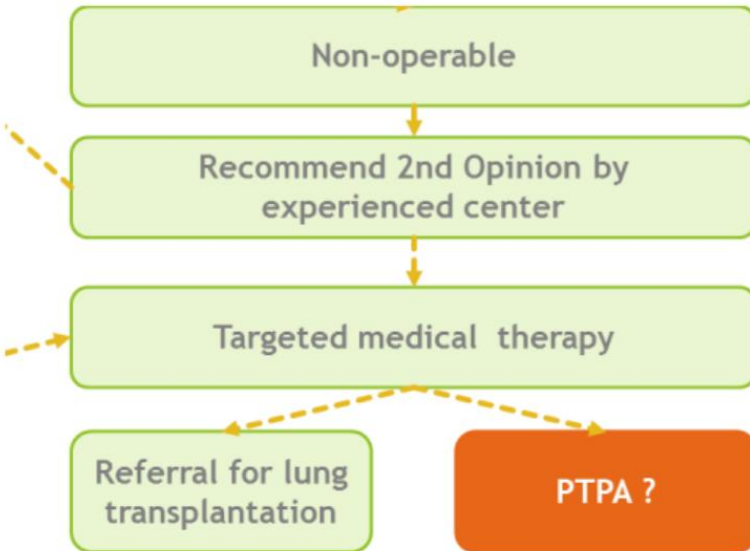 Non-operable
Recommend 2nd Opinion by
experienced center
Targeted medical therapy
Referral for lung
transplantation
PTPA ?